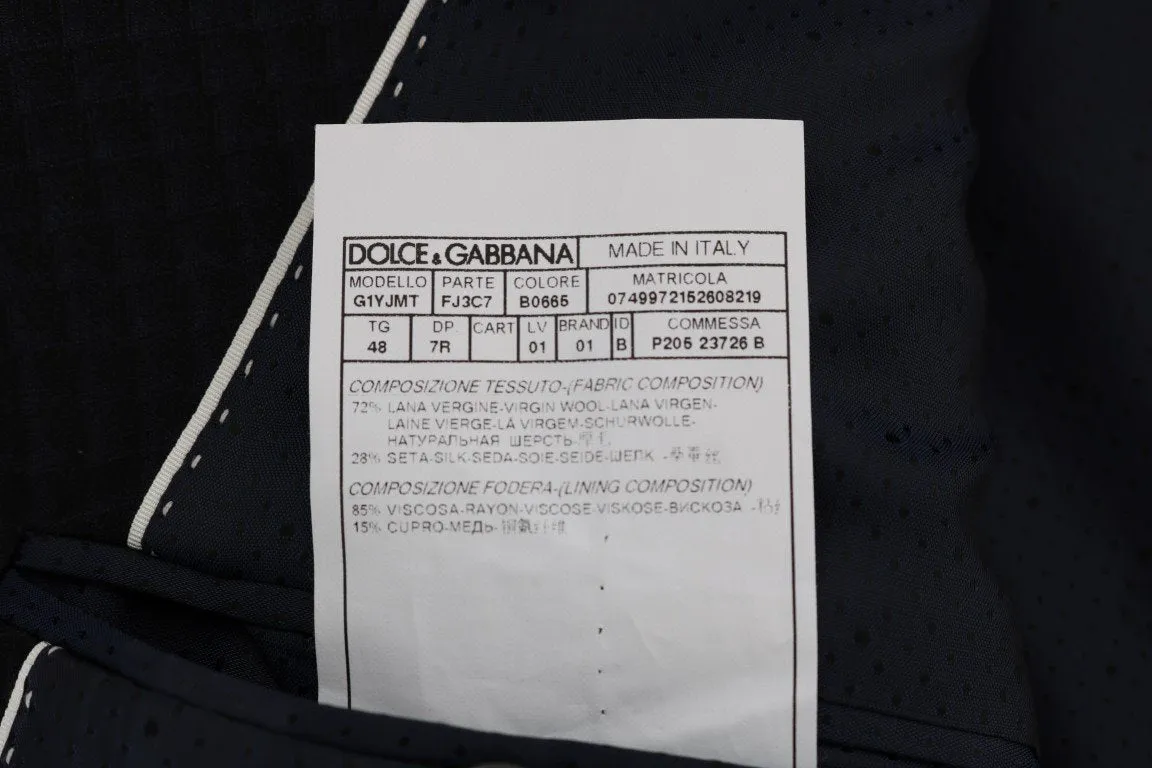 DOLCE & GABBANA MADE IN ITALY
MODELLO PARTE COLORE MATRICOLA
G1YJMT FJ3C7 B0665 0749972152608219
TG DP. CART LV BRAND ID COMMESSA
48 7R 01 01 B P205 23726 B
COMPOSIZIONE TESSUTO-(FABRIC COMPOSITION)
72% LANA VERGINE-VIRGIN WOOL-LANA VIRGEN-
LAINE VIERGE-LA VIRGEM-SCHURWOLLE-
НАТУРАЛЬНАЯ ШЕРСТЬ-
28% SETA-SILK-SEDA-SOIE-SEIDE-ШЕЛК -
COMPOSIZIONE FODERA-(LINING COMPOSITION)
85% VISCOSA-RAYON-VISCOSE-VISKOSE-ВИСКОЗА -
15% CUPRO-МЕДЬ-